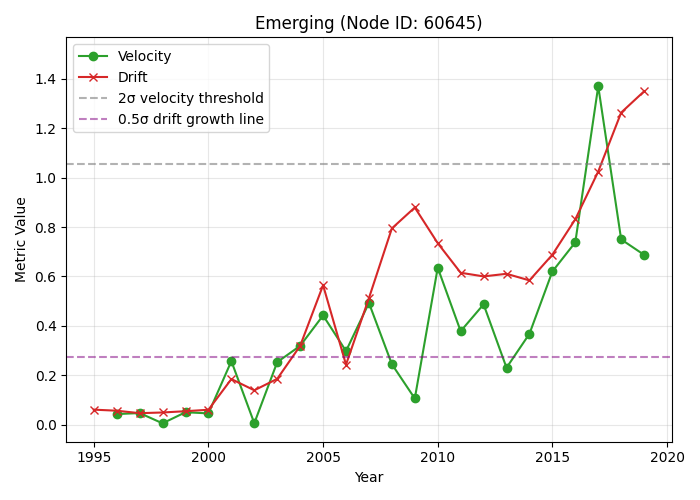 Emerging (Node ID: 60645)
Velocity
Drift
2σ velocity threshold
0.5σ drift growth line
Metric Value
1.4
1.2
1.0
0.8
0.6
0.4
0.2
0.0
1995 2000 2005 2010 2015 2020
Year